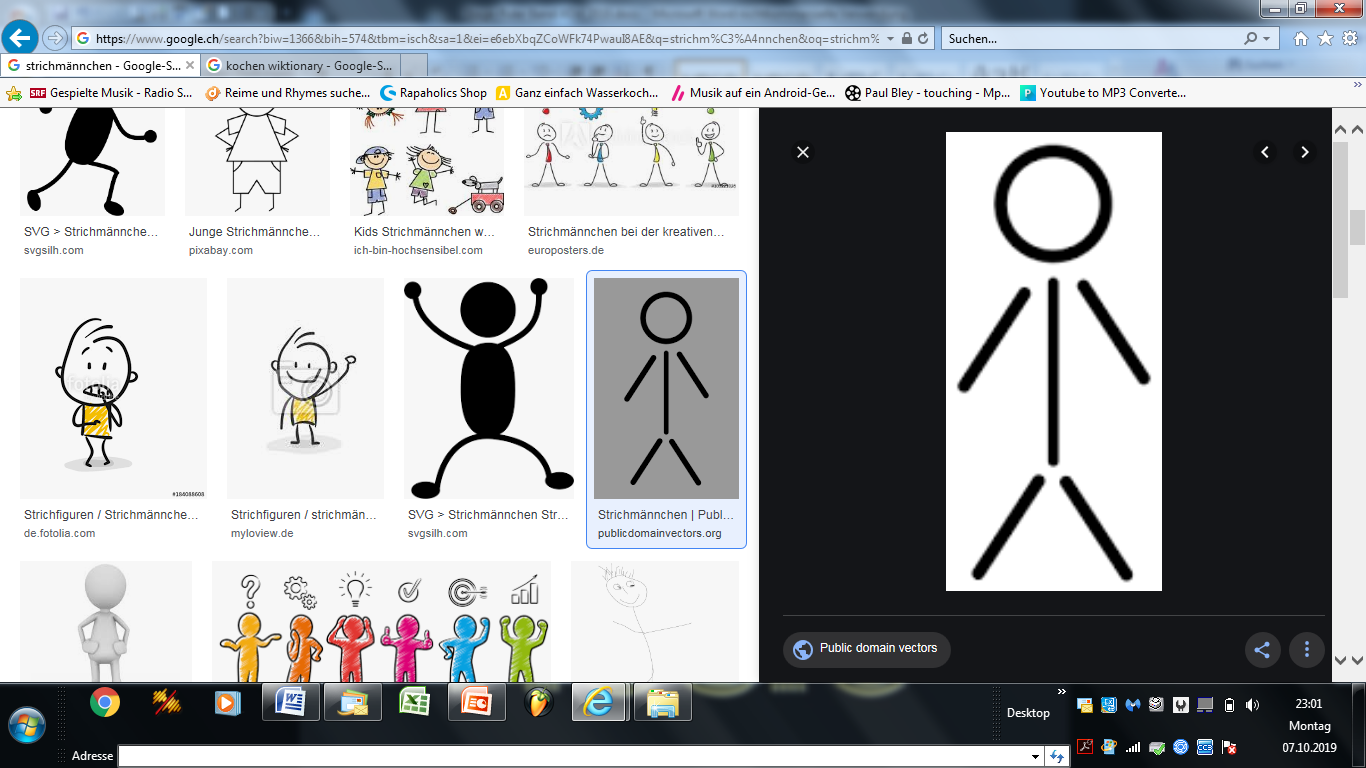 https://www.google.ch/search?biw=1366&bih=574&tbm=isch&sa=1&ei=e6ebXbqZCoWFk74PwauI8AE&q=strichm%C3%A4nnchen&oq=strichm%
Suchen...
strichmännchen - Google-S...
kochen wiktionary - Google-S...
SRF Gespielte Musik - Radio S...
Reime und Rhymes suche...
Rapaholics Shop
Ganz einfach Wasserkoch...
Musik auf ein Android-Ge...
Paul Bley - touching - Mp...
Youtube to MP3 Converte...
SVG > Strichmännche...
svgsilh.com
Junge Strichmännche...
pixabay.com
Kids Strichmännchen w...
ich-bin-hochsensibel.com
Strichmännchen bei der kreativen...
europosters.de
fotolia
#184088608
Strichfiguren / Strichmännche...
de.fotolia.com
Strichfiguren / strichmän...
myloview.de
SVG > Strichmännchen Str...
svgsilh.com
Strichmännchen | Publ...
publicdomainvectors.org
Public domain vectors
Desktop
23:01
Montag
07.10.2019
Adresse